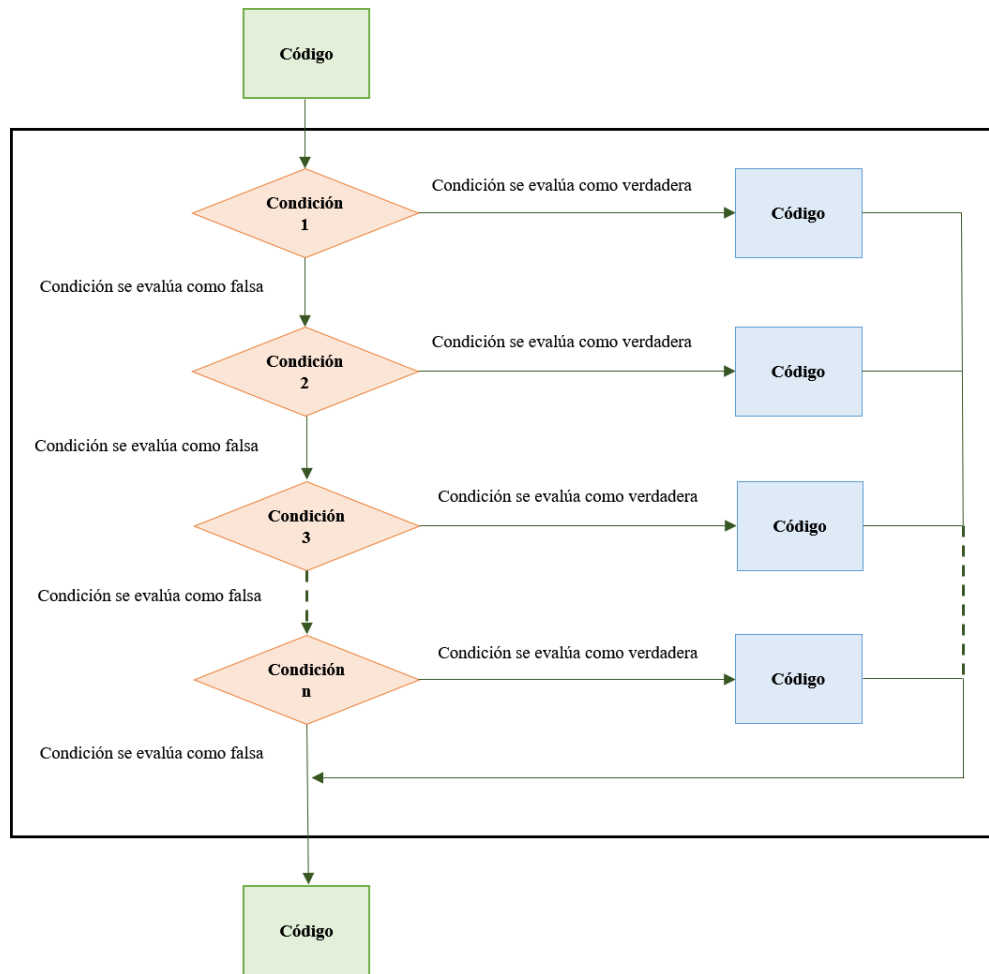 Código
Condición se evalúa como verdadera
Condición
1
Código
Condición se evalúa como falsa
Condición se evalúa como verdadera
Condición
2
Código
Condición se evalúa como falsa
Condición se evalúa como verdadera
Condición
3
Código
Condición se evalúa como falsa
Condición se evalúa como verdadera
Condición
n
Código
Condición se evalúa como falsa
Código